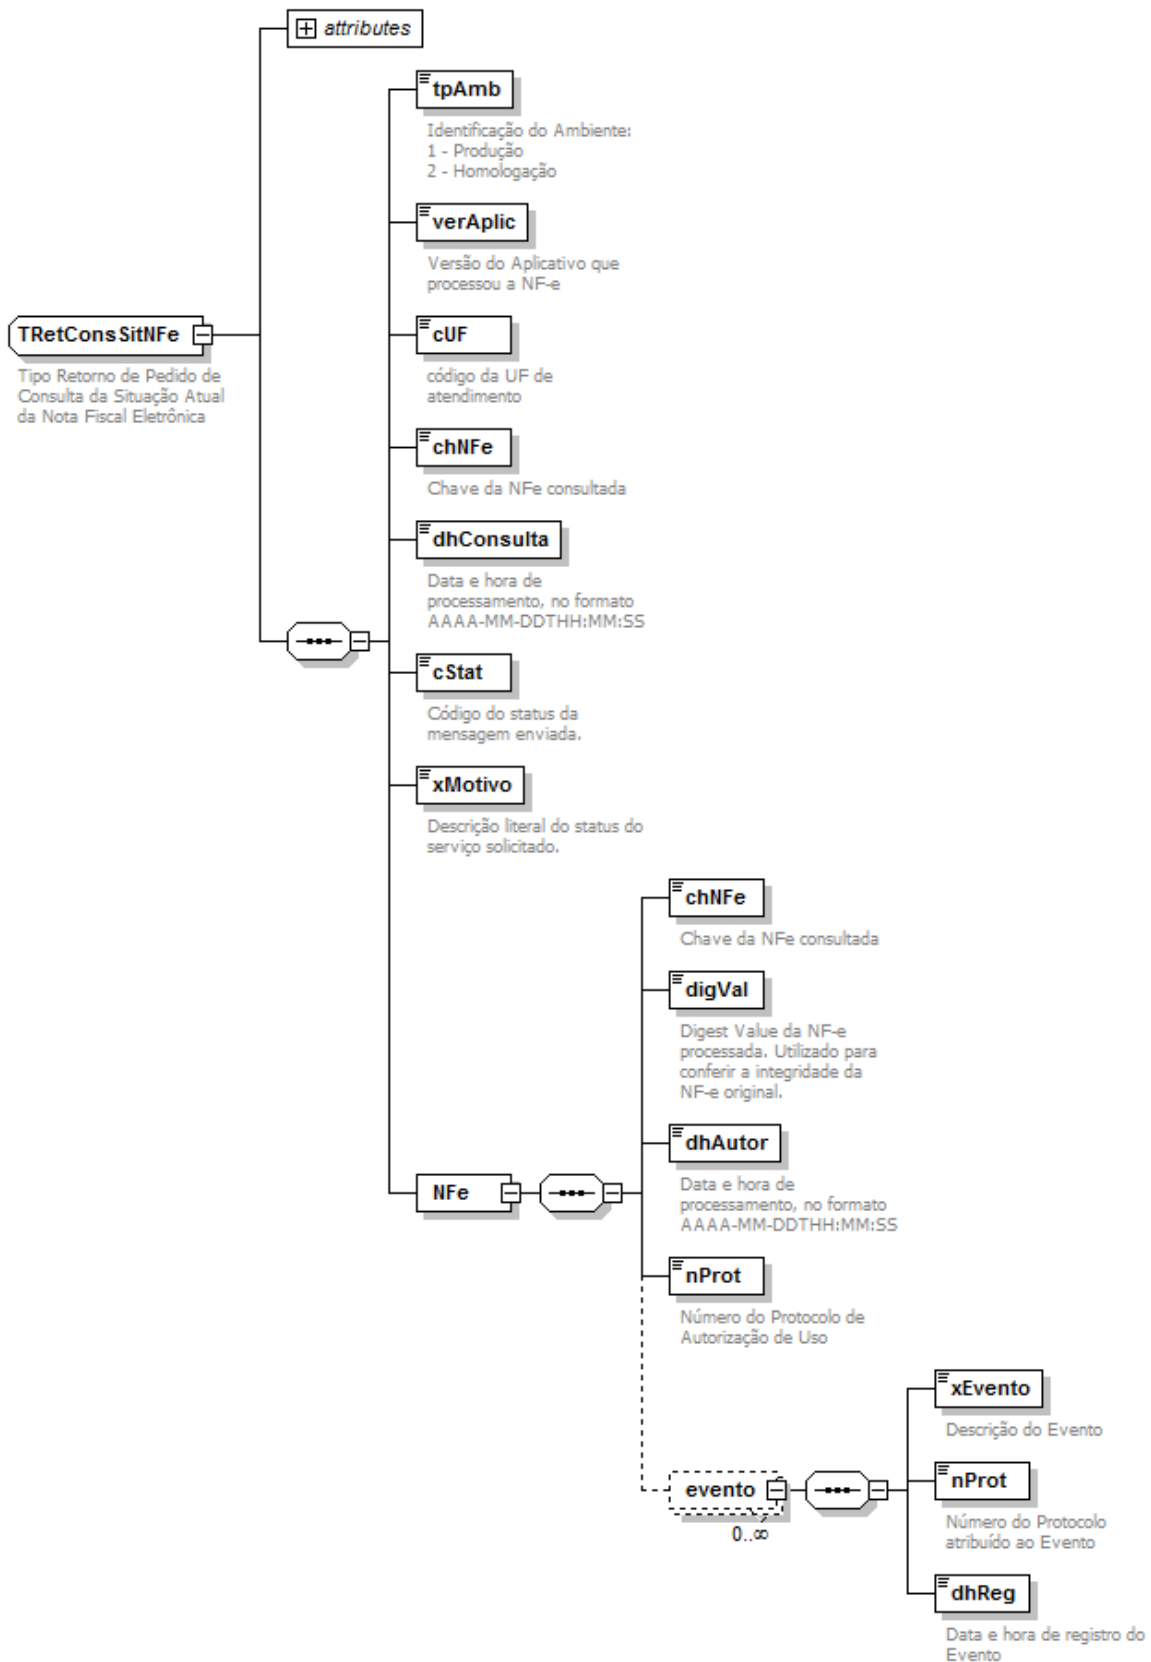 attributes
tpAmb
Identificação do Ambiente:
1 - Produção
2 - Homologação
verAplic
Versão do Aplicativo que
processou a NF-e
TRetConsSitNFe
Tipo Retorno de Pedido de
Consulta da Situação Atual
da Nota Fiscal Eletrônica
cUF
código da UF de
atendimento
chNFe
Chave da NFe consultada
dhConsulta
Data e hora de
processamento, no formato
AAAA-MM-DDTHH:MM:SS
cStat
Código do status da
mensagem enviada.
xMotivo
Descrição literal do status do
serviço solicitado.
NFe
chNFe
Chave da NFe consultada
digVal
Digest Value da NF-e
processada. Utilizado para
conferir a integridade da
NF-e original.
dhAutor
Data e hora de
processamento, no formato
AAAA-MM-DDTHH:MM:SS
nProt
Número do Protocolo de
Autorização de Uso
evento
0..∞
xEvento
Descrição do Evento
nProt
Número do Protocolo
atribuído ao Evento
dhReg
Data e hora de registro do
Evento